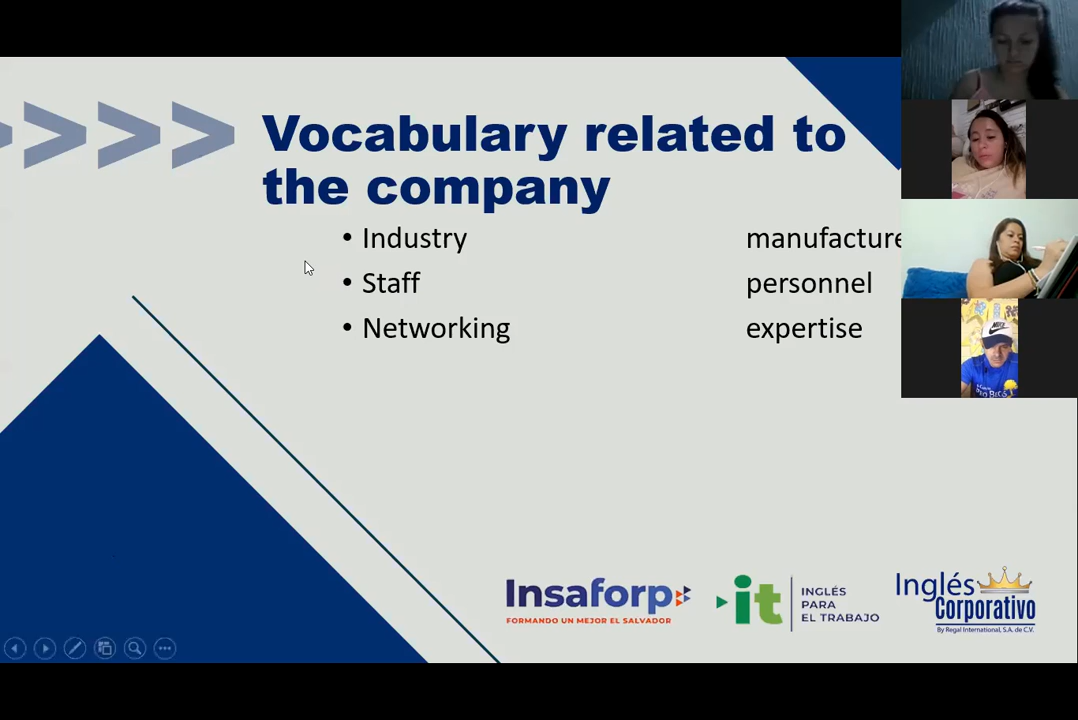 Vocabulary related to
the company
• Industry manufacture
• Staff personnel
• Networking expertise
Insaforp
FORMANDO UN MEJOR EL SALVADOR
it
INGLÉS
PARA
EL TRABAJO
Inglés
Corporativo
By Regal International, S.A. de C.V.